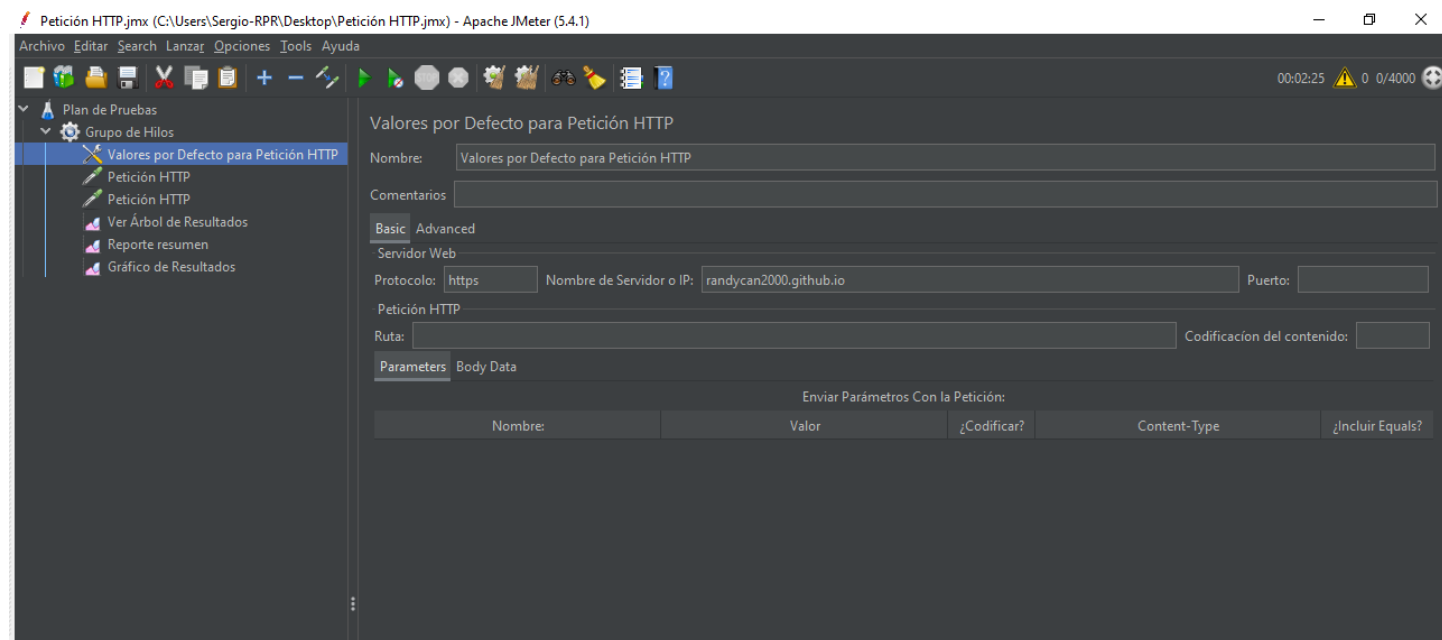 Petición HTTP.jmx (C:\Users\Sergio-RPR\Desktop\Petición HTTP.jmx) - Apache JMeter (5.4.1)
Archivo Editar Search Lanzar Opciones Tools Ayuda
STOP
00:02:25 0 0/4000
Plan de Pruebas
Grupo de Hilos
Valores por Defecto para Petición HTTP
Petición HTTP
Petición HTTP
Ver Árbol de Resultados
Reporte resumen
Gráfico de Resultados
Valores por Defecto para Petición HTTP
Nombre: Valores por Defecto para Petición HTTP
Comentarios
Basic Advanced
Servidor Web
Protocolo: https Nombre de Servidor o IP: randycan2000.github.io Puerto:
Petición HTTP
Ruta: Codificacíon del contenido:
Parameters Body Data
Enviar Parámetros Con la Petición:
Nombre: Valor ¿Codificar? Content-Type ¿Incluir Equals?